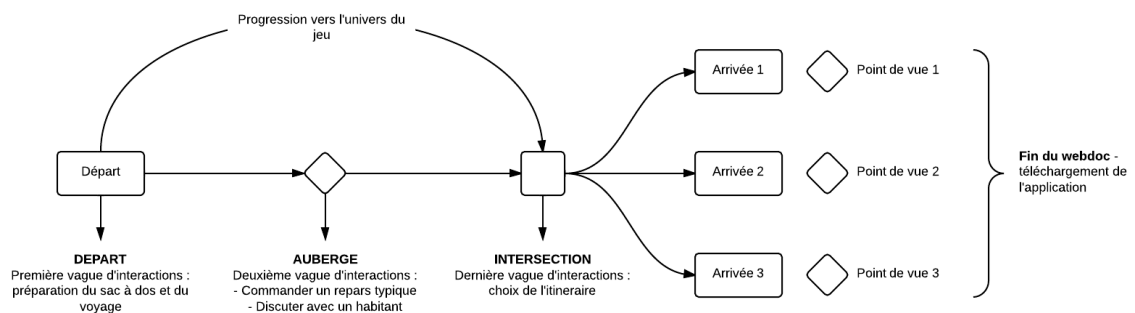 Progression vers l'univers du
jeu
Départ
Arrivée 1
Point de vue 1
Arrivée 2
Point de vue 2
Arrivée 3
Point de vue 3
Fin du webdoc -
téléchargement de
l'application
DEPART
Première vague d'interactions :
préparation du sac à dos et du
voyage
AUBERGE
Deuxième vague d'interactions :
- Commander un repars typique
- Discuter avec un habitant
INTERSECTION
Dernière vague d'interactions :
choix de l'itineraire